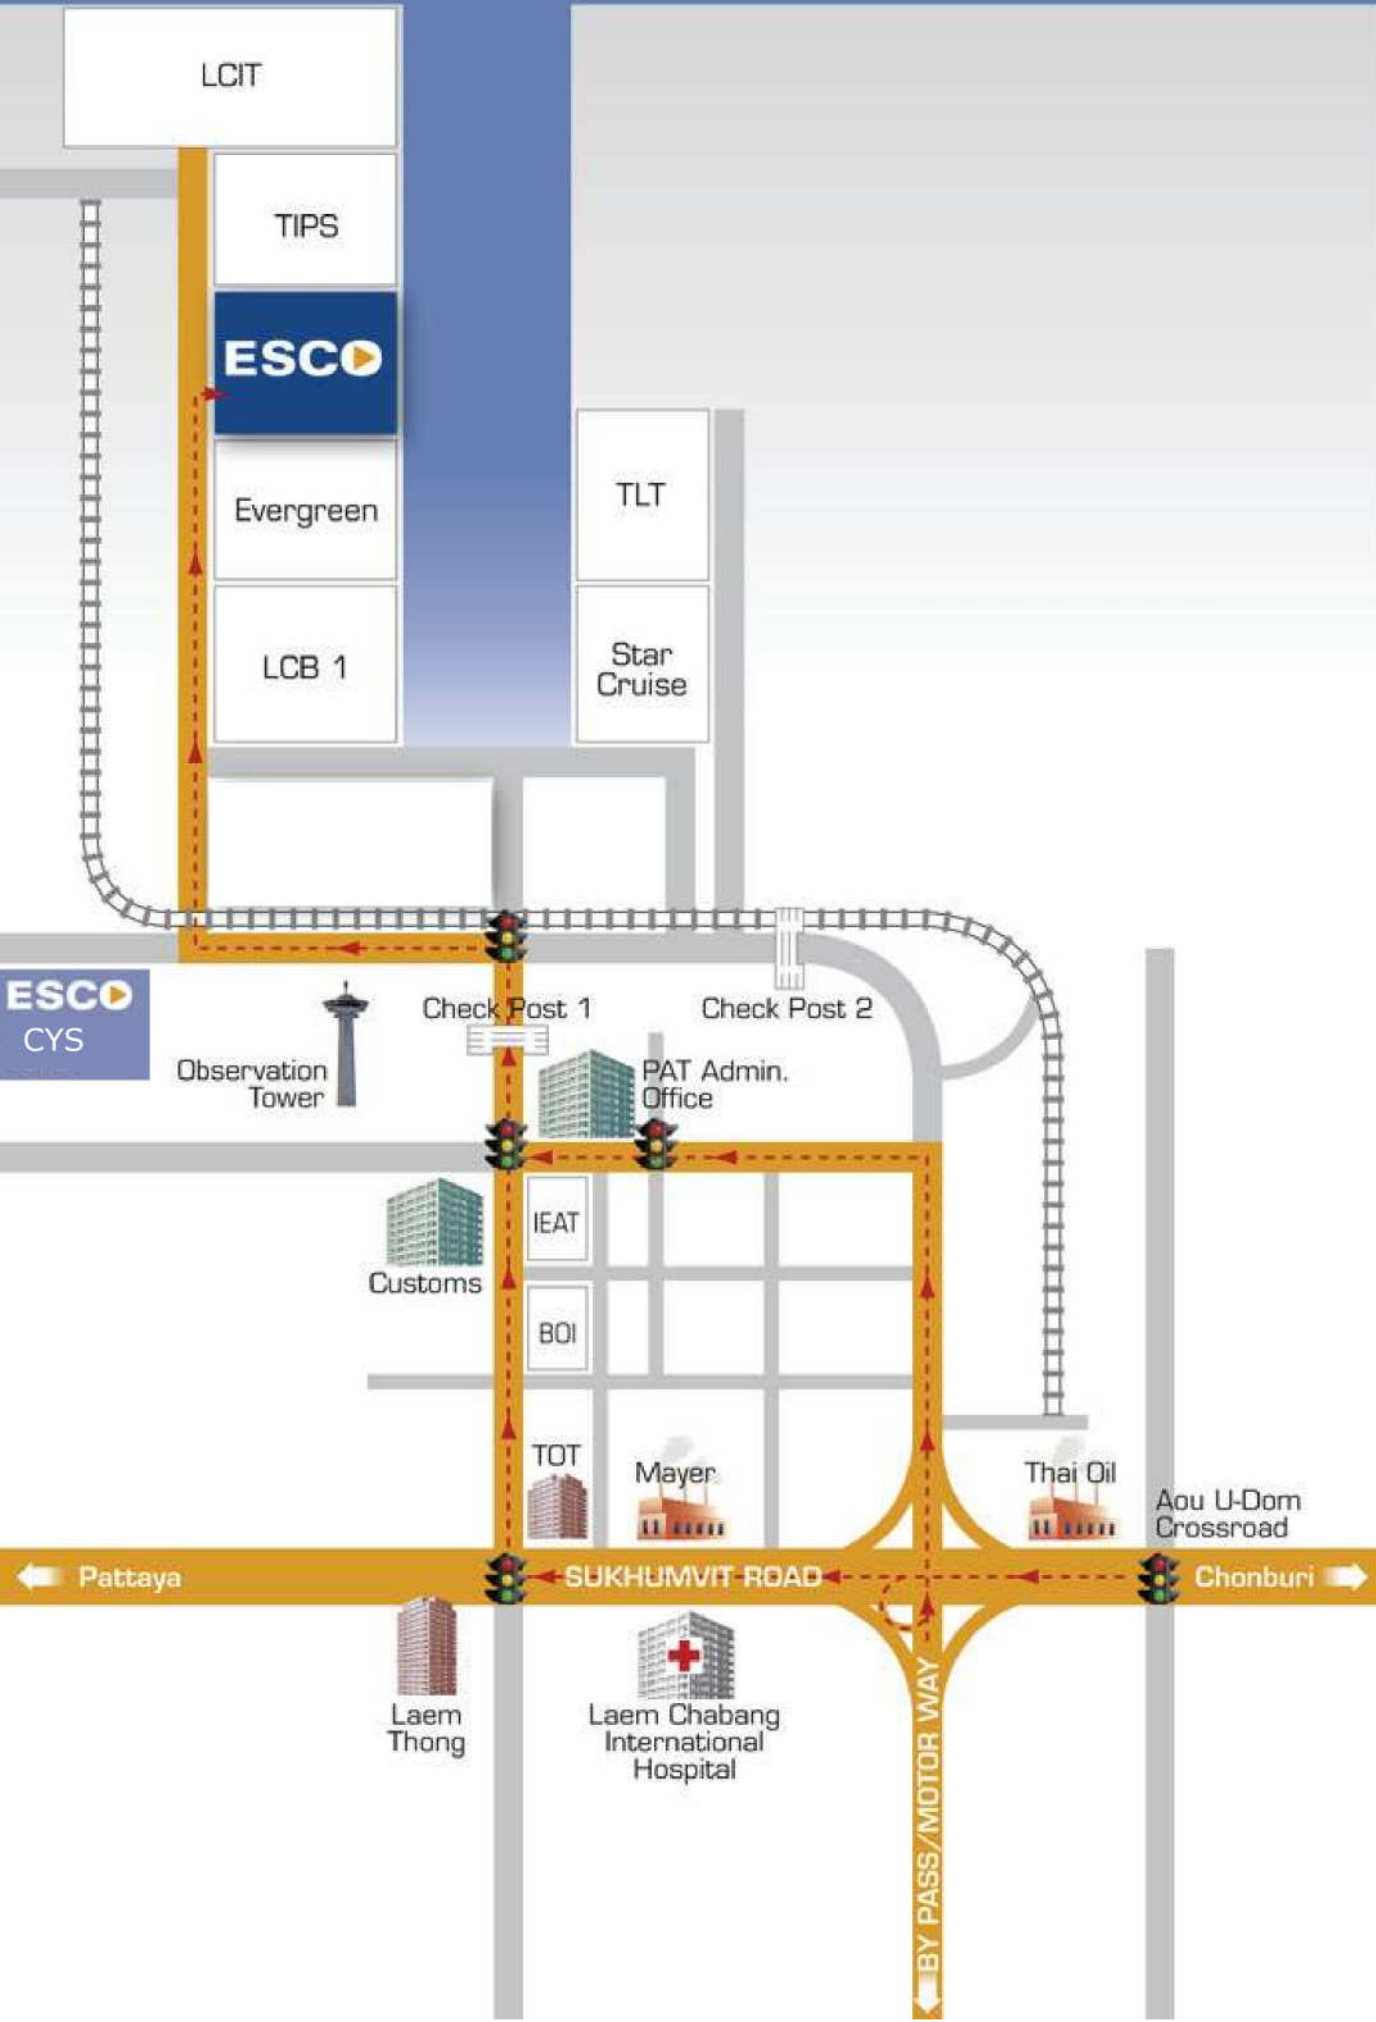 LCIT
TIPS
ESCO
Evergreen
TLT
LCB 1
Star
Cruise
ESCO
CYS
Check Post 1
Check Post 2
Observation
Tower
PAT Admin.
Office
IEAT
Customs
BOI
TOT
Mayer
Thai Oil
Aou U-Dom
Crossroad
Pattaya
SUKHUMVIT ROAD
Chonburi
Laem
Thong
Laem Chabang
International
Hospital
BY PASS/MOTOR WAY